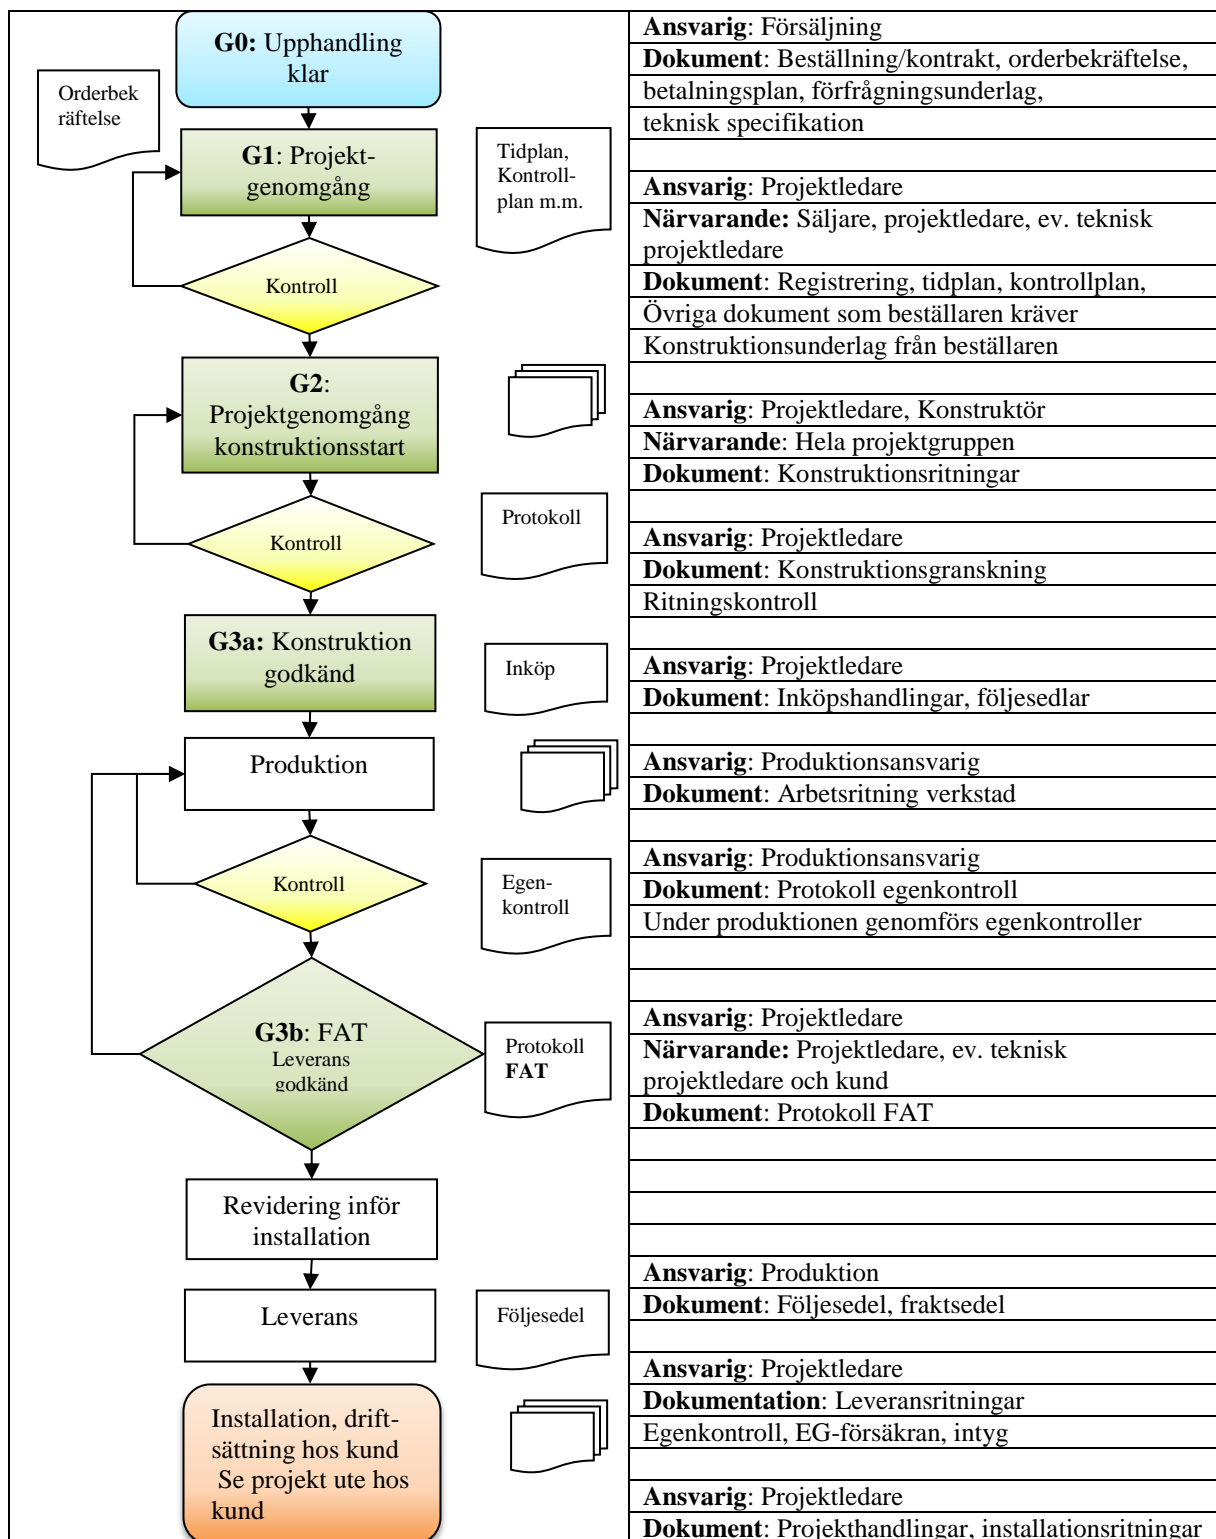 G0: Upphandling
klar
Orderbek
räftelse
G1: Projekt-
genomgång
Tidplan,
Kontroll-
plan m.m.
Kontroll
G2:
Projektgenomgång
konstruktionsstart
Kontroll
Protokoll
G3a: Konstruktion
godkänd
Inköp
Produktion
Kontroll
Egen-
kontroll
G3b: FAT
Leverans
godkänd
Protokoll
FAT
Revidering inför
installation
Leverans
Följesedel
Installation, drift-
sättning hos kund
Se projekt ute hos
kund
Ansvarig: Försäljning
Dokument: Beställning/kontrakt, orderbekräftelse,
betalningsplan, förfrågningsunderlag,
teknisk specifikation
Ansvarig: Projektledare
Närvarande: Säljare, projektledare, ev. teknisk
projektledare
Dokument: Registrering, tidplan, kontrollplan,
Övriga dokument som beställaren kräver
Konstruktionsunderlag från beställaren
Ansvarig: Projektledare, Konstruktör
Närvarande: Hela projektgruppen
Dokument: Konstruktionsritningar
Ansvarig: Projektledare
Dokument: Konstruktionsgranskning
Ritningskontroll
Ansvarig: Projektledare
Dokument: Inköpshandlingar, följesedlar
Ansvarig: Produktionsansvarig
Dokument: Arbetsritning verkstad
Ansvarig: Produktionsansvarig
Dokument: Protokoll egenkontroll
Under produktionen genomförs egenkontroller
Ansvarig: Projektledare
Närvarande: Projektledare, ev. teknisk
projektledare och kund
Dokument: Protokoll FAT
Ansvarig: Produktion
Dokument: Följesedel, fraktsedel
Ansvarig: Projektledare
Dokumentation: Leveransritningar
Egenkontroll, EG-försäkran, intyg
Ansvarig: Projektledare
Dokument: Projekthandlingar, installationsritningar